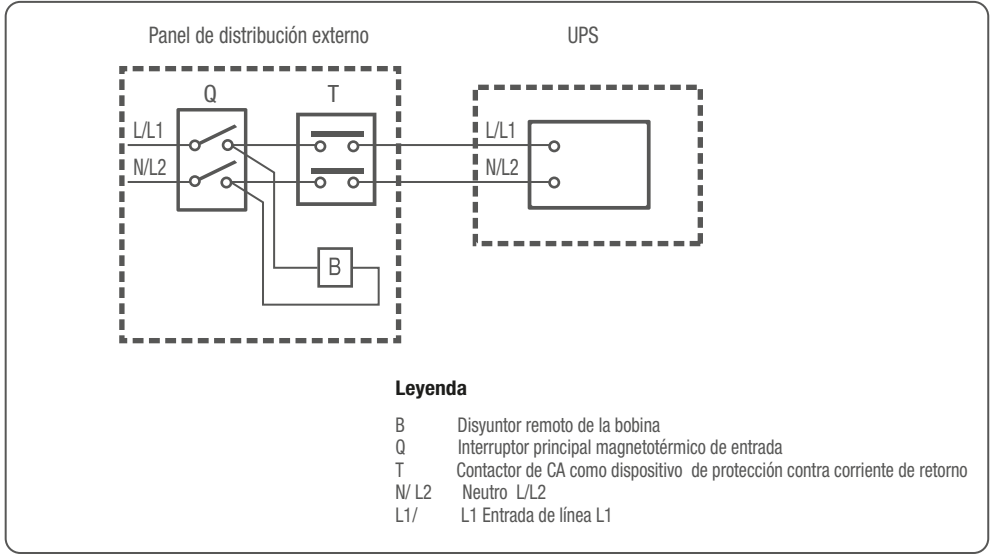 Panel de distribución externo
UPS
Q
T
L/L1
N/L2
L/L1
N/L2
B
Leyenda
B Disyuntor remoto de la bobina
Q Interruptor principal magnetotérmico de entrada
T Contactor de CA como dispositivo de protección contra corriente de retorno
N/ L2 Neutro L/L2
L1/ L1 Entrada de línea L1